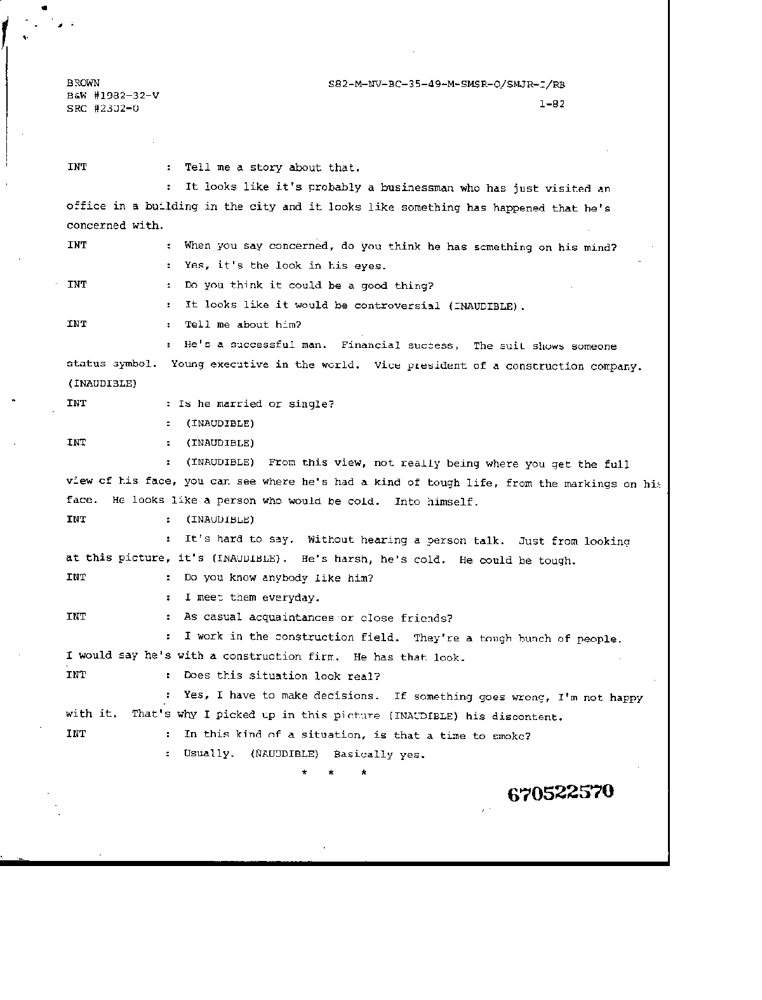 BROWN
S82-M-NV-BC-35-49-M-SMSR-O/SMJR-I/RB
B&W #1982-32-V
1-82
SRC #2302-0
INT : Tell me a story about that.
: It looks like it's probably a businessman who has just visited an
office in a building in the city and it looks like something has happened that he's
concerned with.
INT : When you say concerned, do you think he has something on his mind?
: Yes, it's the look in his eyes.
INT : Do you think it could be a good thing?
: It looks like it would be controversial (INAUDIBLE).
INT : Tell me about him?
: He's a successful man. Financial success, The suit shows someone
status symbol. Young executive in the world. Vice president of a construction company.
(INAUDIBLE)
INT : Is he married or single?
: (INAUDIBLE)
INT : (INAUDIBLE)
: (INAUDIBLE) From this view, not really being where you get the full
view of his face, you can see where he's had a kind of tough life, from the markings on his
face. He looks like a person who would be cold. Into himself.
INT : (INAUDIBLE)
: It's hard to say. Without hearing a person talk. Just from looking
at this picture, it's (INAUDIBLE). He's harsh, he's cold. He could be tough.
INT : Do you know anybody like him?
: I meet them everyday.
INT : As casual acquaintances or close friends?
: I work in the construction field. They're a tough bunch of people.
I would say he's with a construction firm. He has that look.
INT : Does this situation look real?
: Yes, I have to make decisions. If something goes wrong, I'm not happy
with it. That's why I picked up in this picture (INAUDIBLE) his discontent.
INT : In this kind of a situation, is that a time to smoke?
: Usually. (NAUUDIBLE) Basically yes.
* * *
670522570